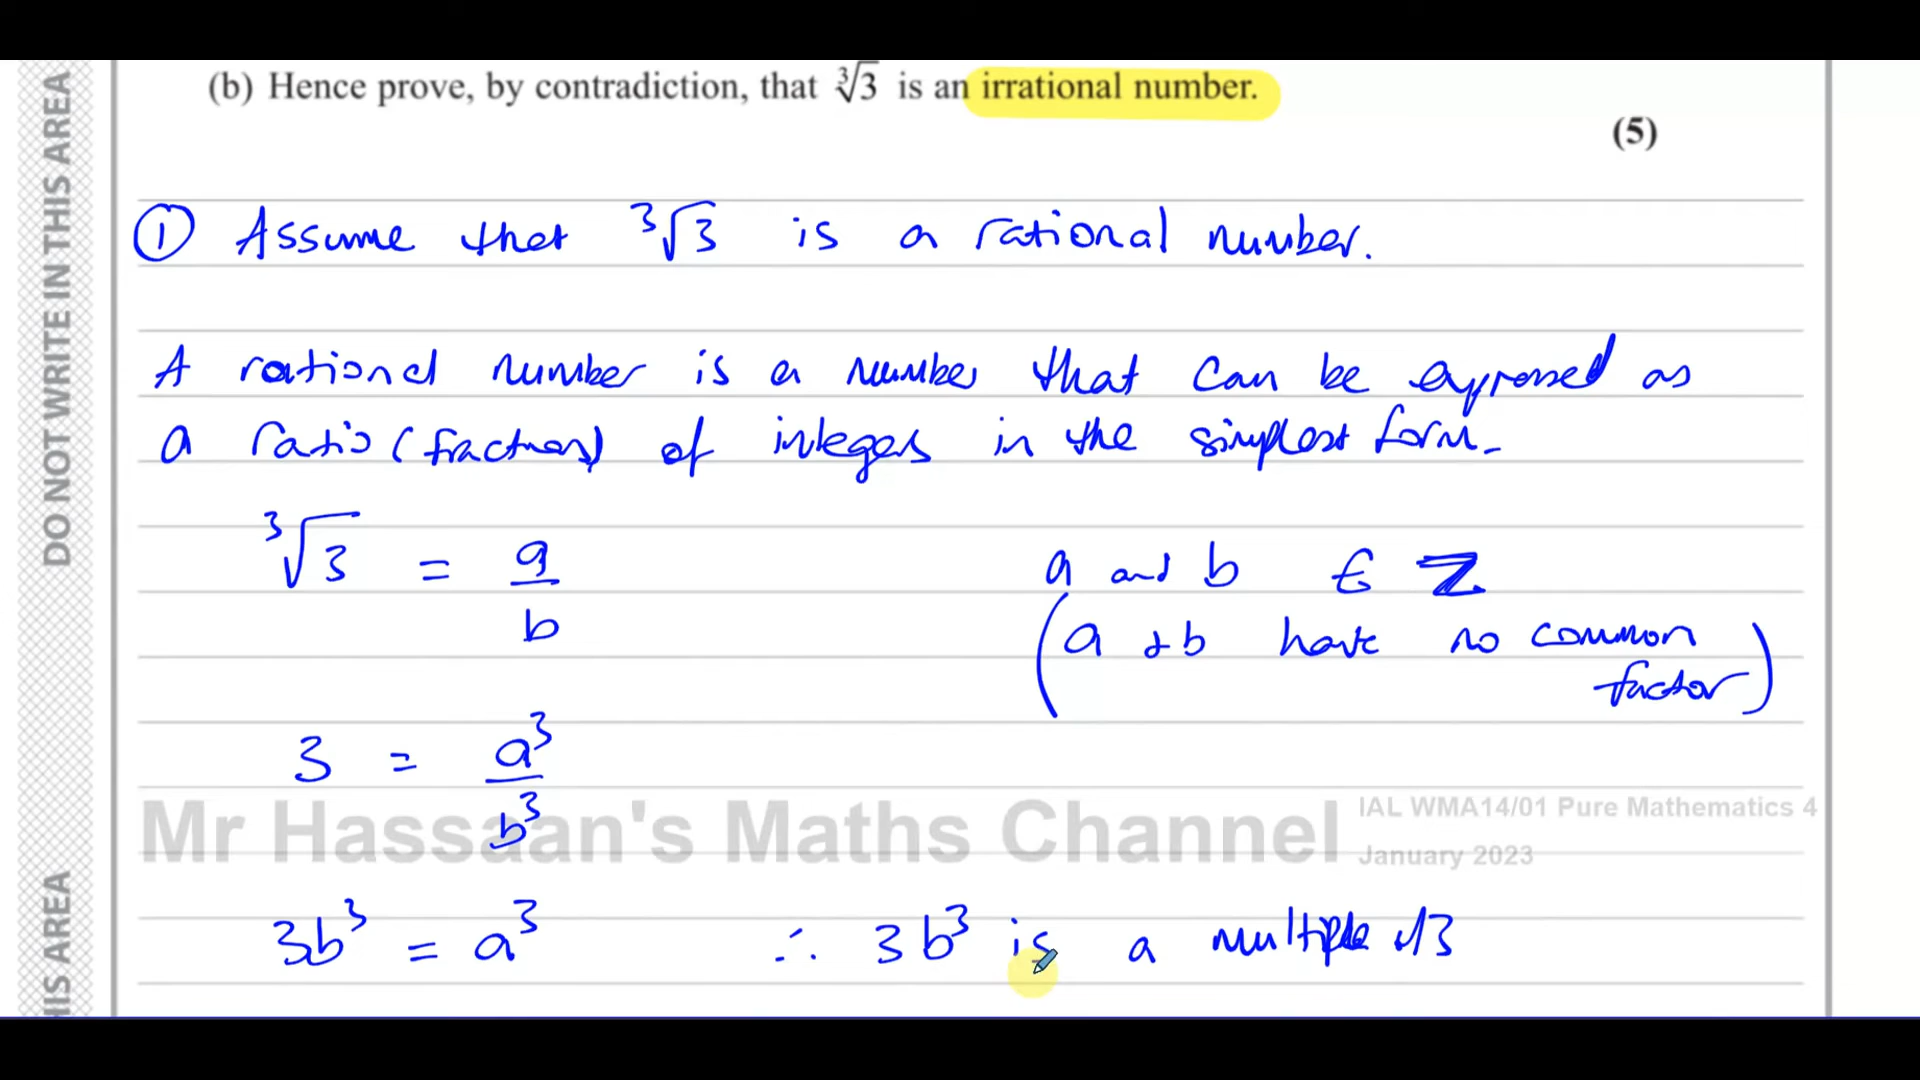 DO NOT WRITE IN THIS AREA
HIS AREA
(b) Hence prove, by contradiction, that ∛3 is an irrational number.
(5)
① Assume that ∛3 is a rational number.
A rational number is a number that can be expressed as
a ratio (fraction) of integers in the simplest form.
∛3 = a/b
a and b ∈ ℤ
(a & b have no common
factor)
3 = a³/b³
Mr Hassaan's Maths Channel
IAL WMA14/01 Pure Mathematics 4
January 2023
3b³ = a³ ∴ 3b³ is a multiple of 3